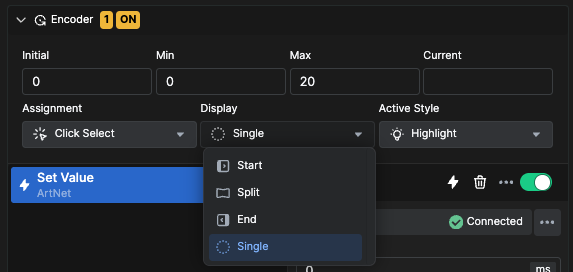 Encoder 1 ON
Initial Min Max Current
0 0 20
Assignment Display Active Style
Click Select Single Highlight
Start
Set Value
ArtNet
Split
End
Connected
Single
0 ms